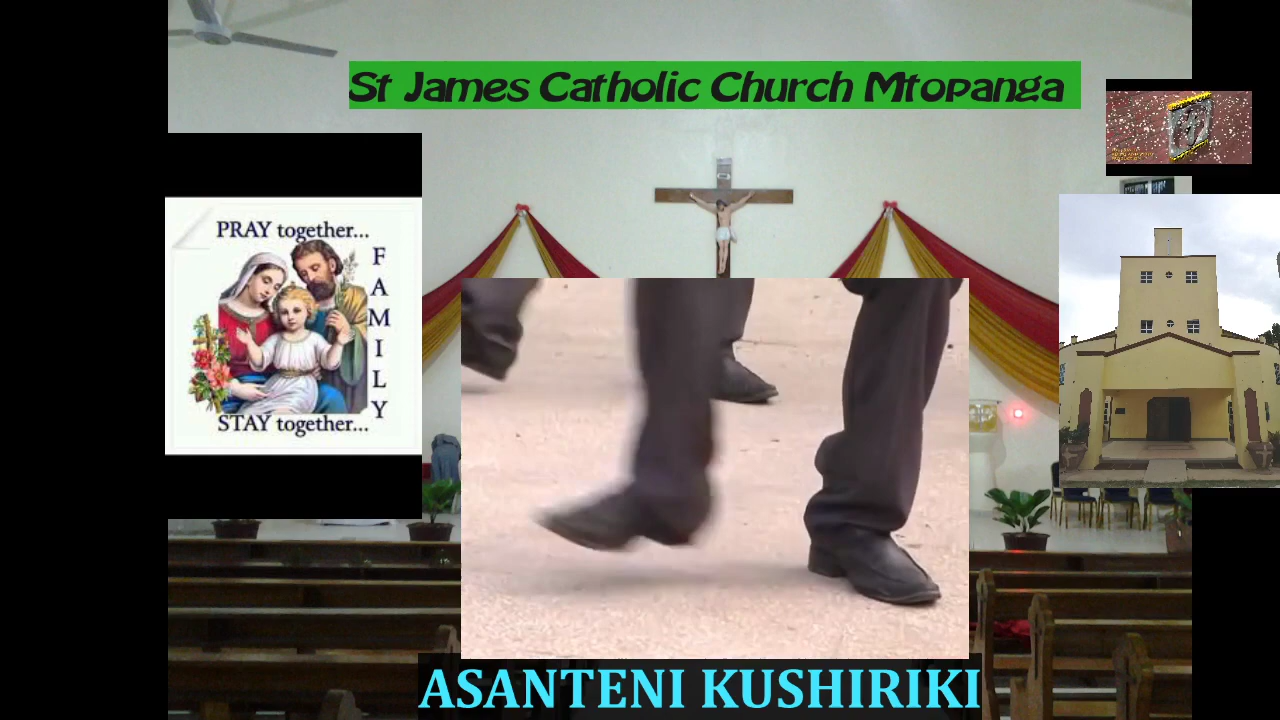 St James Catholic Church Mtopanga
PRAY together...
FAMILY
STAY together...
ASANTENI KUSHIRIKI